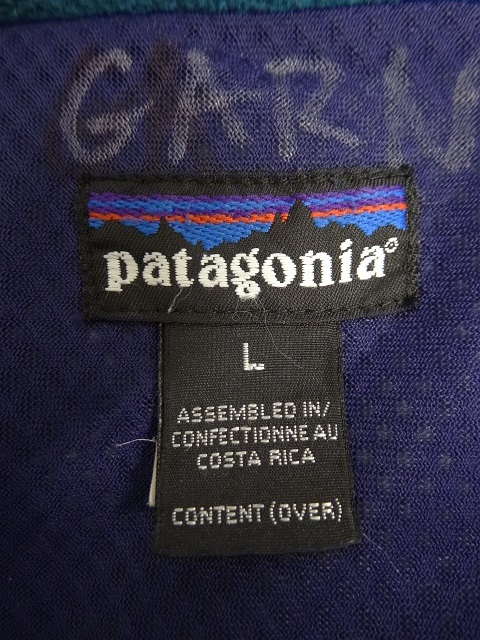 GARN
patagonia®
L
ASSEMBLED IN/
CONFECTIONNE AU
COSTA RICA
CONTENT (OVER)